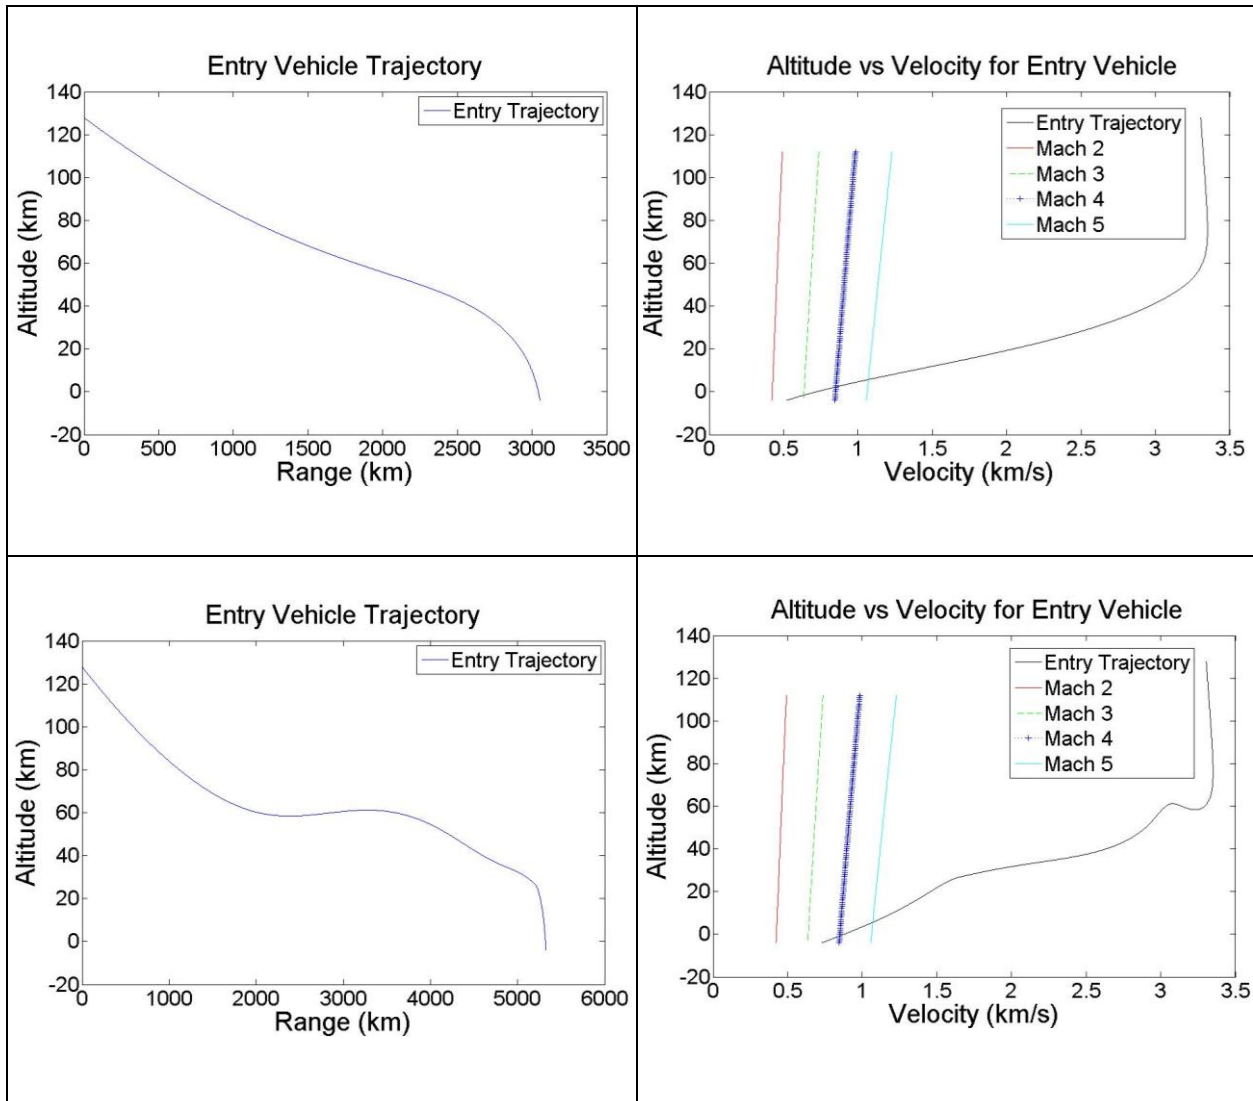 Entry Vehicle Trajectory
140
120
100
80
60
40
20
0
-20
Altitude (km)
Entry Trajectory
0 500 1000 1500 2000 2500 3000 3500
Range (km)
Altitude vs Velocity for Entry Vehicle
140
120
100
80
60
40
20
0
-20
Altitude (km)
Entry Trajectory
Mach 2
Mach 3
Mach 4
Mach 5
0 0.5 1 1.5 2 2.5 3 3.5
Velocity (km/s)
Entry Vehicle Trajectory
140
120
100
80
60
40
20
0
-20
Altitude (km)
Entry Trajectory
0 1000 2000 3000 4000 5000 6000
Range (km)
Altitude vs Velocity for Entry Vehicle
140
120
100
80
60
40
20
0
-20
Altitude (km)
Entry Trajectory
Mach 2
Mach 3
Mach 4
Mach 5
0 0.5 1 1.5 2 2.5 3 3.5
Velocity (km/s)